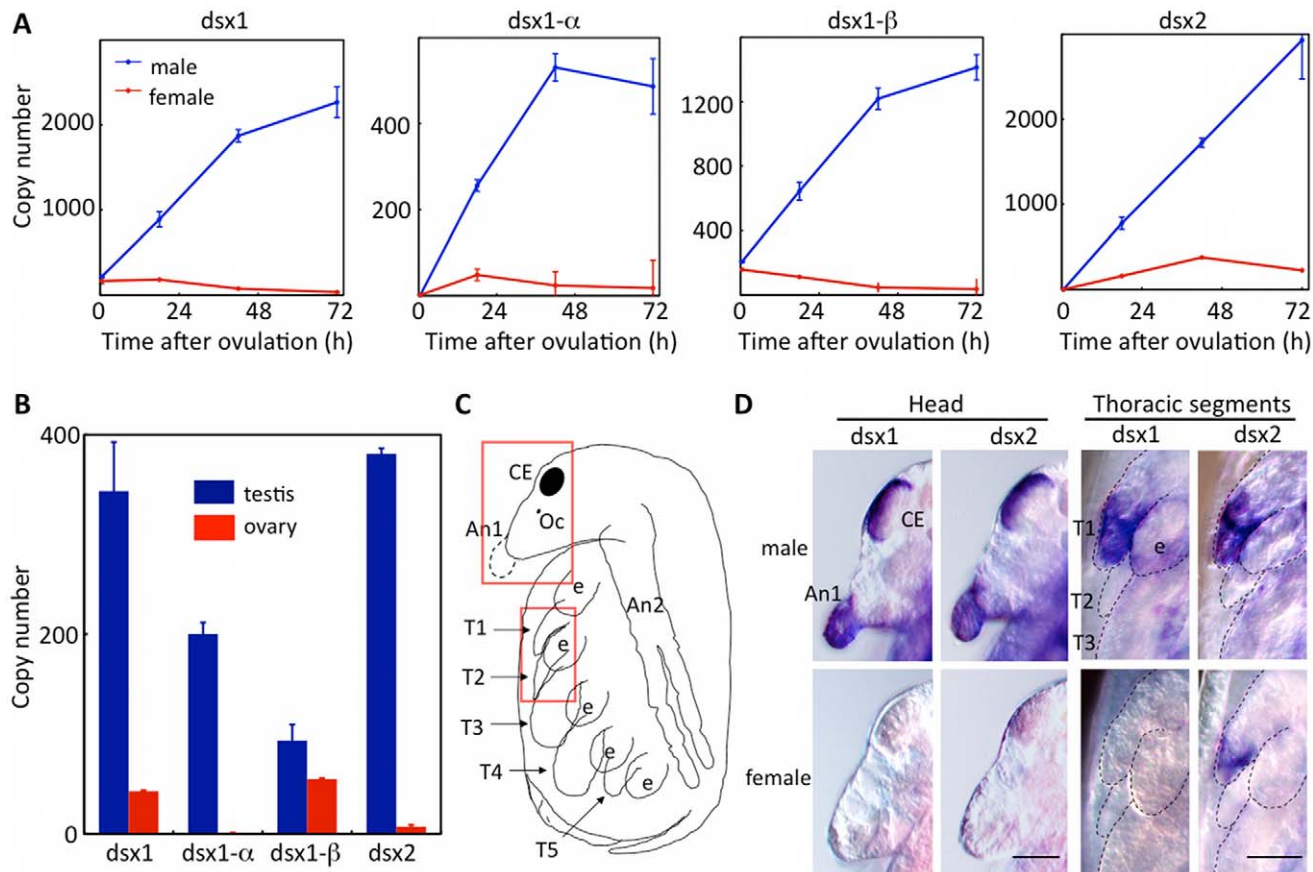 A
dsx1
dsx1-α
dsx1-β
dsx2
male
female
Copy number
2000
1000
400
200
1200
800
400
2000
1000
0 24 48 72
0 24 48 72
0 24 48 72
0 24 48 72
Time after ovulation (h)
Time after ovulation (h)
Time after ovulation (h)
Time after ovulation (h)
B
400
200
0
Copy number
testis
ovary
dsx1 dsx1-α dsx1-β dsx2
C
CE
Oc
An1
e
An2
T1
e
T2
e
T3
e
T4
e
T5
D
Head
Thoracic segments
dsx1 dsx2 dsx1 dsx2
male
CE
An1
T1
e
T2
T3
female